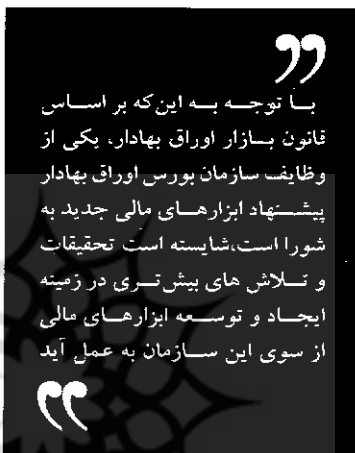 با توجه به این‌که بر اساس
قانون بازار اوراق بهادار، یکی از
وظایف سازمان بورس اوراق بهادار
پیشنهاد ابزارهای مالی جدید به
شورا است،شایسته است تحقیقات
و تلاش های بیش‌تری در زمینه
ایجاد و توسعه ابزارهای مالی
از سوی این سازمان به عمل آید